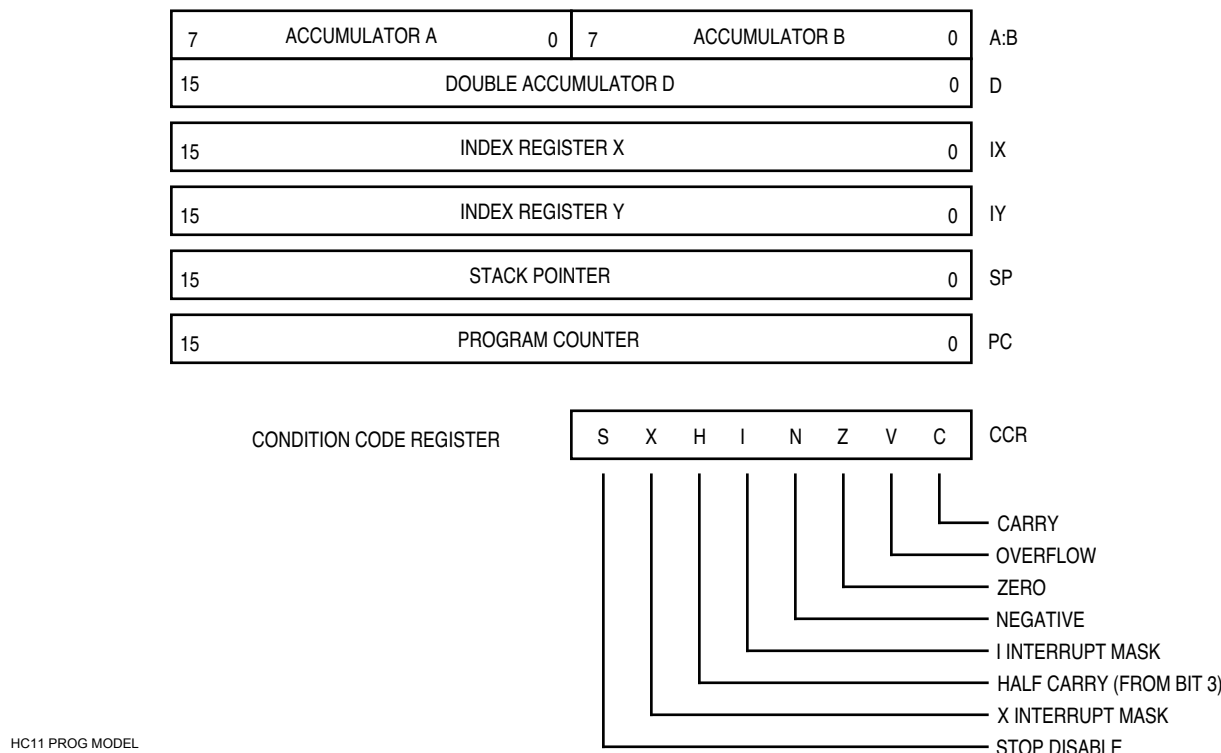 7 ACCUMULATOR A 0 7 ACCUMULATOR B 0 A:B
15 DOUBLE ACCUMULATOR D 0 D
15 INDEX REGISTER X 0 IX
15 INDEX REGISTER Y 0 IY
15 STACK POINTER 0 SP
15 PROGRAM COUNTER 0 PC
CONDITION CODE REGISTER S X H I N Z V C CCR
CARRY
OVERFLOW
ZERO
NEGATIVE
I INTERRUPT MASK
HALF CARRY (FROM BIT 3)
X INTERRUPT MASK
STOP DISABLE
HC11 PROG MODEL